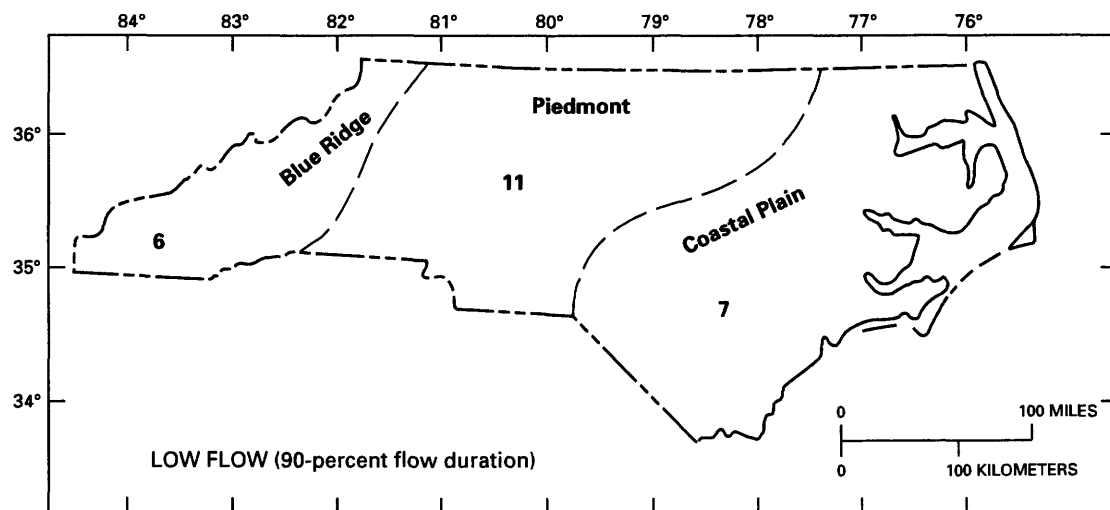 84° 83° 82° 81° 80° 79° 78° 77° 76°
Piedmont
36°
Blue Ridge
11
Coastal Plain
6
35°
7
34°
0 100 MILES
LOW FLOW (90-percent flow duration)
0 100 KILOMETERS